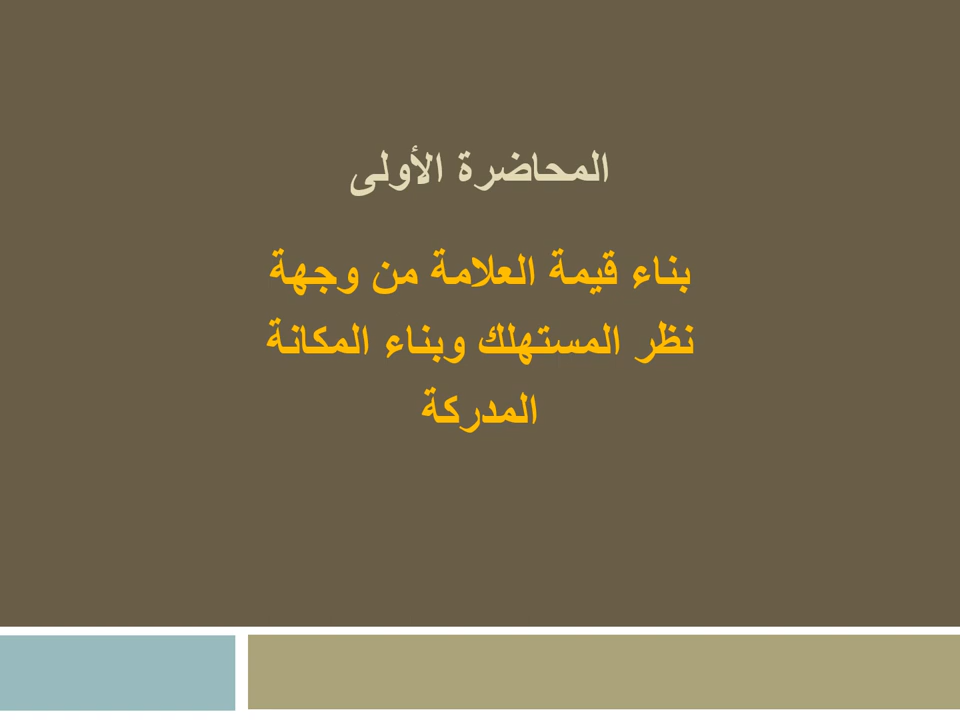 المحاضرة الأولى
بناء قيمة العلامة من وجهة
نظر المستهلك وبناء المكانة
المدركة